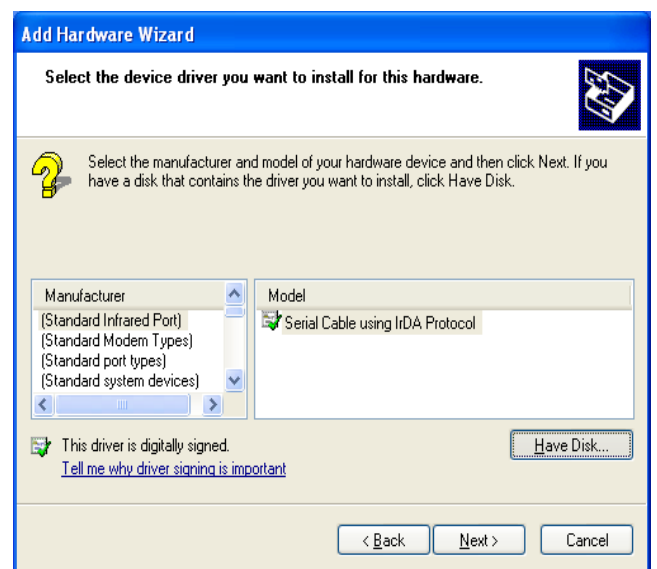 Add Hardware Wizard
Select the device driver you want to install for this hardware.
Select the manufacturer and model of your hardware device and then click Next. If you
have a disk that contains the driver you want to install, click Have Disk.
Manufacturer
(Standard Infrared Port)
(Standard Modem Types)
(Standard port types)
(Standard system devices)
Model
Serial Cable using IrDA Protocol
This driver is digitally signed.
Tell me why driver signing is important
Have Disk...
< Back
Next >
Cancel